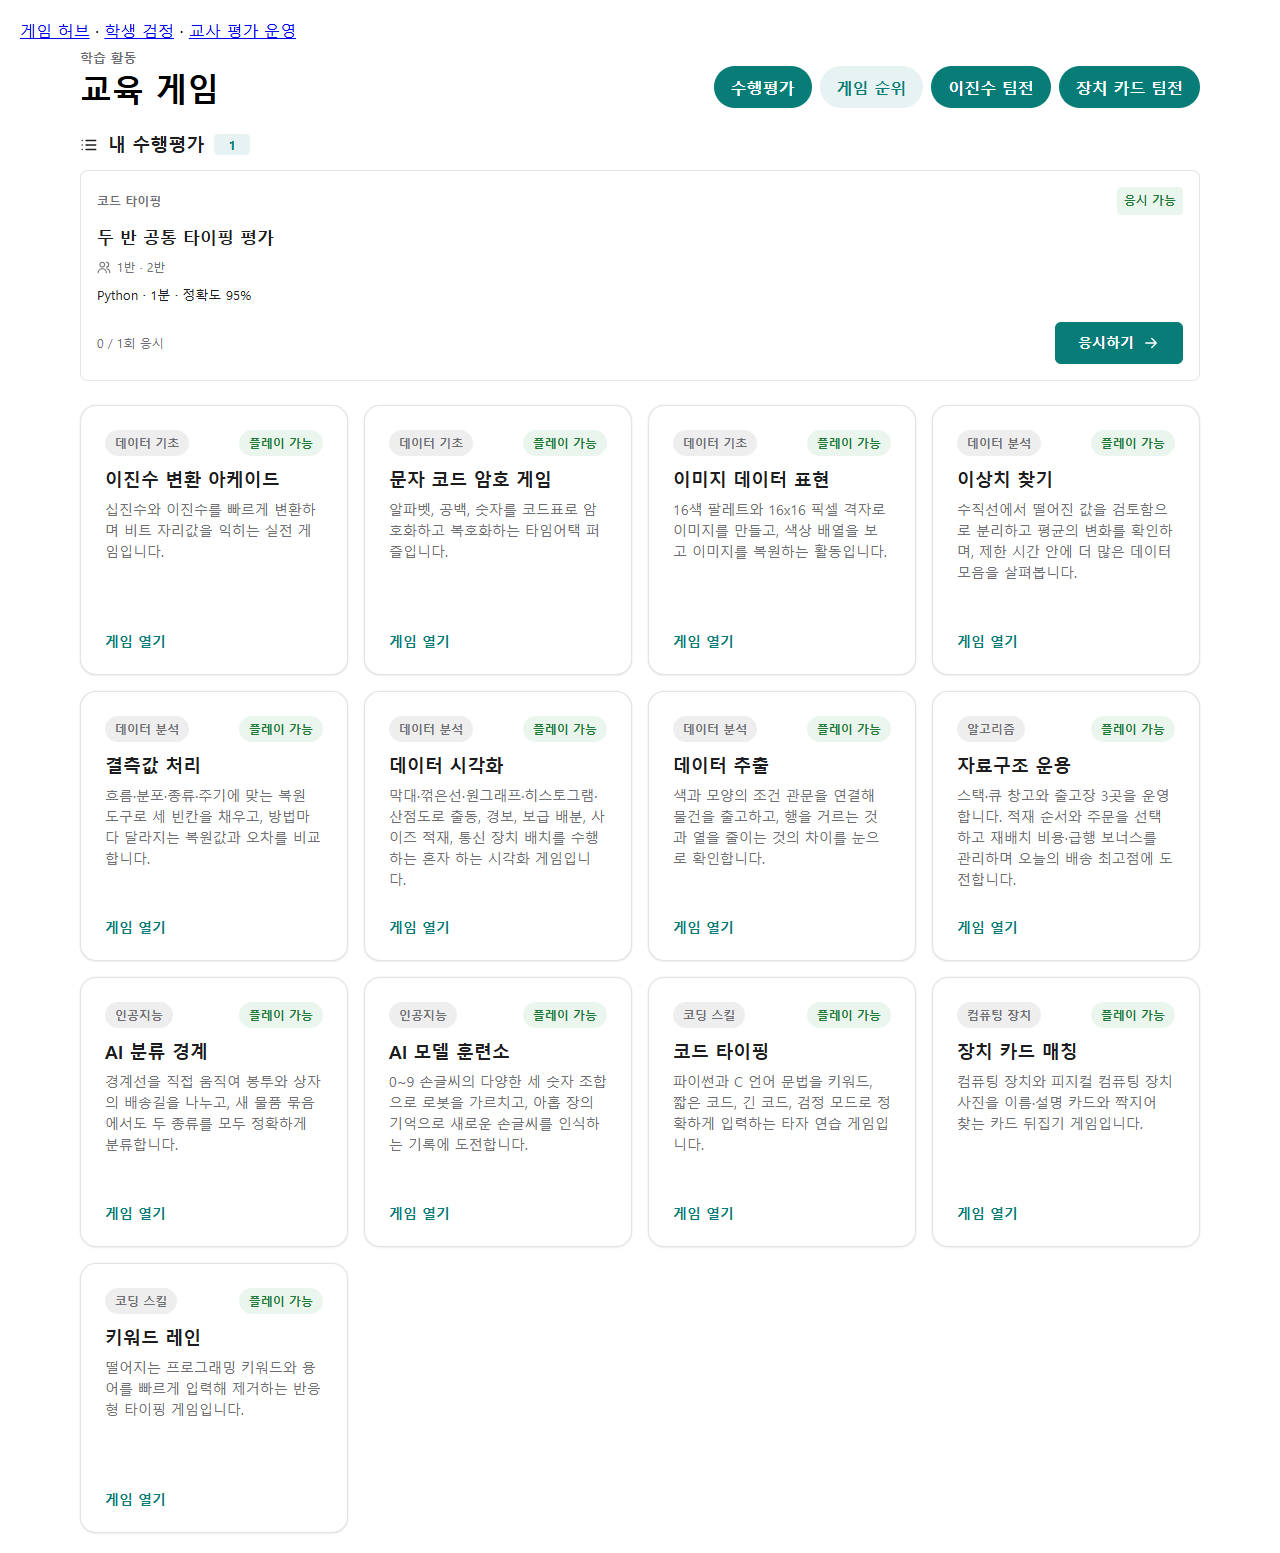 게임 허브 · 학생 검정 · 교사 평가 운영
학습 활동
교육 게임
수행평가
게임 순위
이진수 팀전
장치 카드 팀전
내 수행평가 1
코드 타이핑
응시 가능
두 반 공통 타이핑 평가
1반 · 2반
Python · 1분 · 정확도 95%
0 / 1회 응시
응시하기 →
데이터 기초
플레이 가능
이진수 변환 아케이드
십진수와 이진수를 빠르게 변환하
며 비트 자리값을 익히는 실전 게
임입니다.
게임 열기
데이터 기초
플레이 가능
문자 코드 암호 게임
알파벳, 공백, 숫자를 코드표로 암
호화하고 복호화하는 타임어택 퍼
즐입니다.
게임 열기
데이터 기초
플레이 가능
이미지 데이터 표현
16색 팔레트와 16x16 픽셀 격자로
이미지를 만들고, 색상 배열을 보
고 이미지를 복원하는 활동입니다.
게임 열기
데이터 분석
플레이 가능
이상치 찾기
수직선에서 떨어진 값을 검토함으
로 분리하고 평균의 변화를 확인하
며, 제한 시간 안에 더 많은 데이터
모음을 살펴봅니다.
게임 열기
데이터 분석
플레이 가능
결측값 처리
흐름·분포·종류·주기에 맞는 복원
도구로 세 빈칸을 채우고, 방법마
다 달라지는 복원값과 오차를 비교
합니다.
게임 열기
데이터 분석
플레이 가능
데이터 시각화
막대·꺾은선·원그래프·히스토그램·
산점도로 출동, 경보, 보급 배분, 사
이즈 적재, 통신 장치 배치를 수행
하는 혼자 하는 시각화 게임입니
다.
게임 열기
데이터 분석
플레이 가능
데이터 추출
색과 모양의 조건 관문을 연결해
물건을 출고하고, 행을 거르는 것
과 열을 줄이는 것의 차이를 눈으
로 확인합니다.
게임 열기
알고리즘
플레이 가능
자료구조 운용
스택·큐 창고와 출고장 3곳을 운영
합니다. 적재 순서와 주문을 선택
하고 재배치 비용·급행 보너스를
관리하며 오늘의 배송 최고점에 도
전합니다.
게임 열기
인공지능
플레이 가능
AI 분류 경계
경계선을 직접 움직여 봉투와 상자
의 배송길을 나누고, 새 물품 묶음
에서도 두 종류를 모두 정확하게
분류합니다.
게임 열기
인공지능
플레이 가능
AI 모델 훈련소
0~9 손글씨의 다양한 세 숫자 조합
으로 로봇을 가르치고, 아홉 장의
기억으로 새로운 손글씨를 인식하
는 기록에 도전합니다.
게임 열기
코딩 스킬
플레이 가능
코드 타이핑
파이썬과 C 언어 문법을 키워드,
짧은 코드, 긴 코드, 검정 모드로 정
확하게 입력하는 타자 연습 게임입
니다.
게임 열기
컴퓨팅 장치
플레이 가능
장치 카드 매칭
컴퓨팅 장치와 피지컬 컴퓨팅 장치
사진을 이름·설명 카드와 짝지어
찾는 카드 뒤집기 게임입니다.
게임 열기
코딩 스킬
플레이 가능
키워드 레인
떨어지는 프로그래밍 키워드와 용
어를 빠르게 입력해 제거하는 반응
형 타이핑 게임입니다.
게임 열기